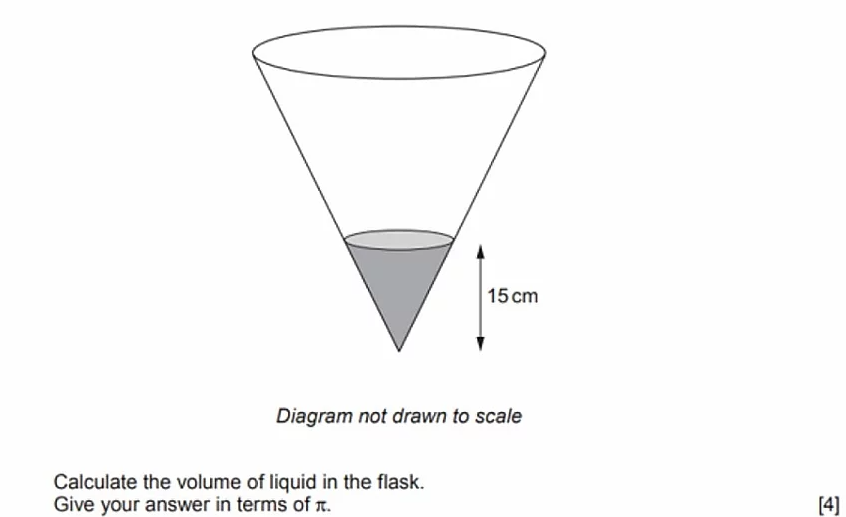 15 cm
Diagram not drawn to scale
Calculate the volume of liquid in the flask.
Give your answer in terms of π.
[4]